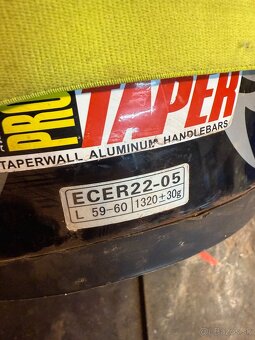 PRO TAPER
TAPERWALL ALUMINUM HANDLEBARS
ECER22-05
L 59-60 1320±30g